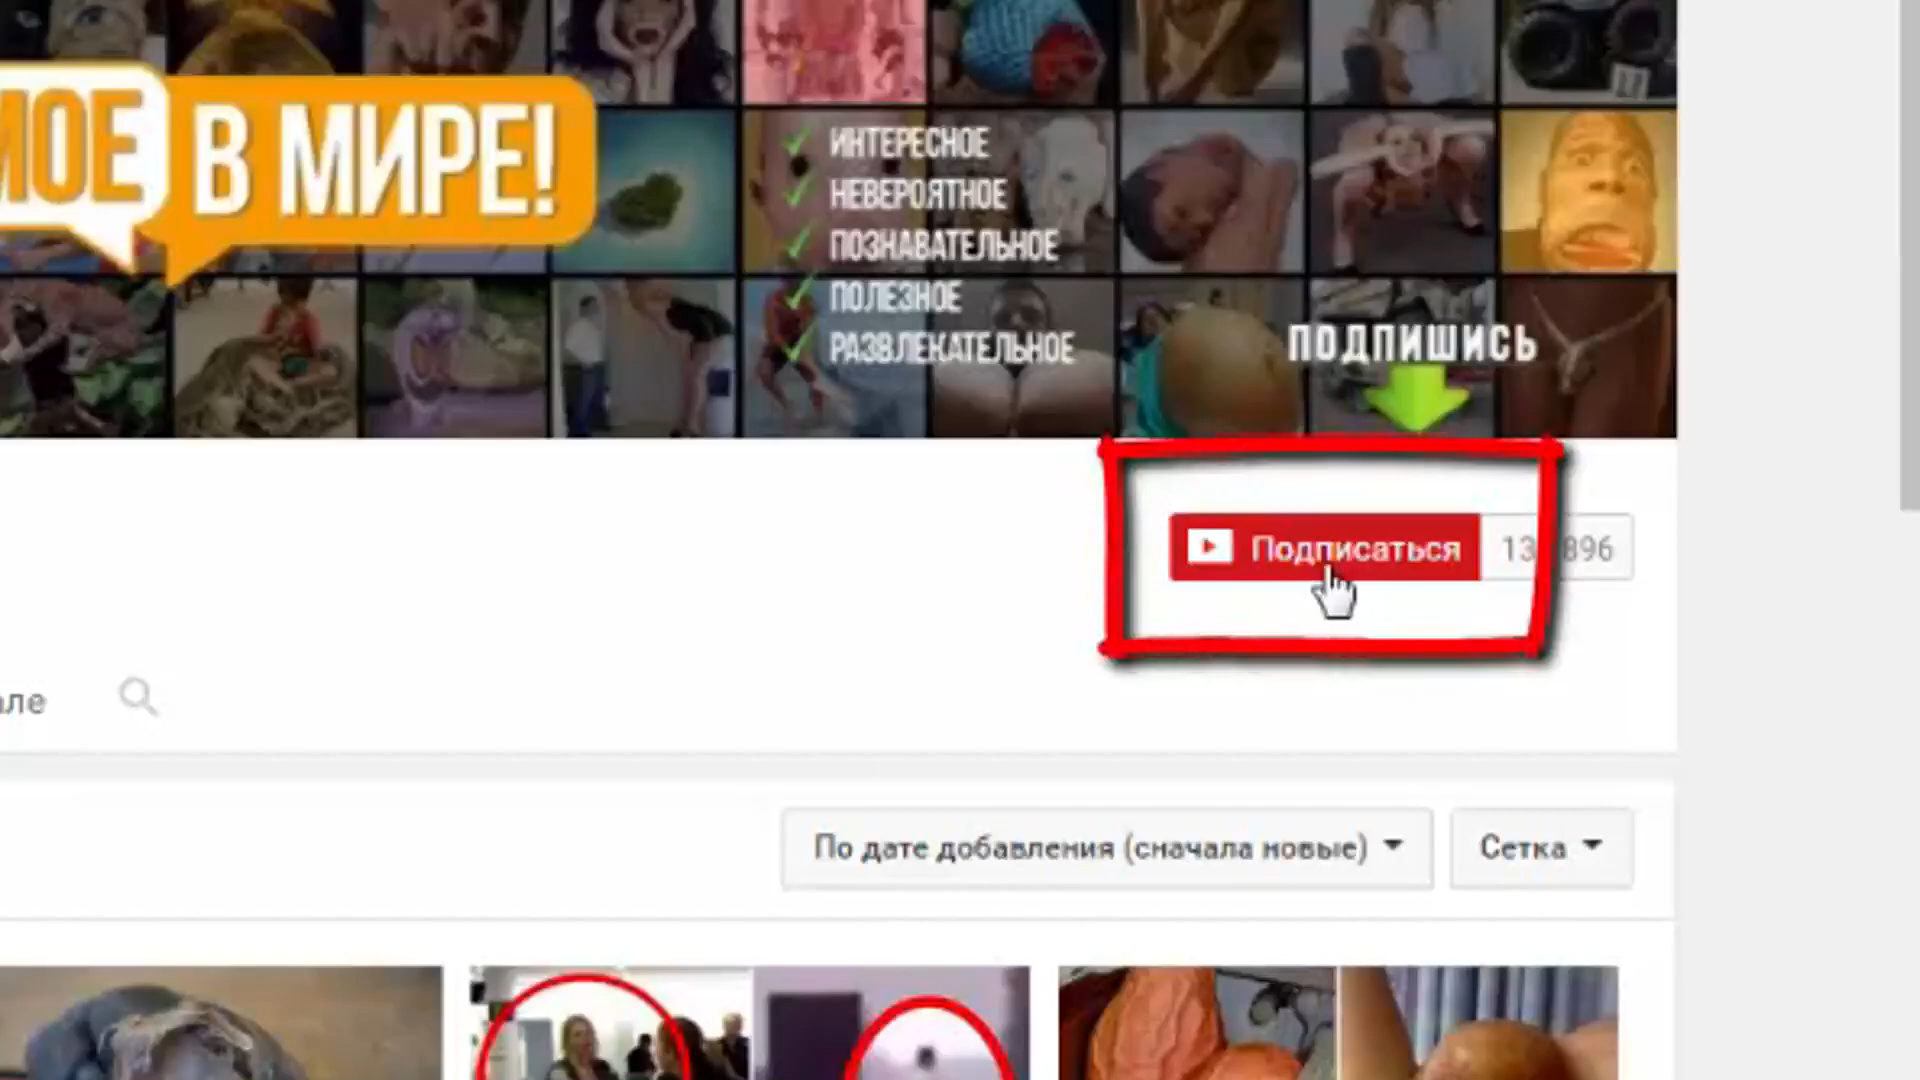 МОЕ В МИРЕ!
ИНТЕРЕСНОЕ
НЕВЕРОЯТНОЕ
ПОЗНАВАТЕЛЬНОЕ
ПОЛЕЗНОЕ
РАЗВЛЕКАТЕЛЬНОЕ
ПОДПИШИСЬ
Подписаться
але
По дате добавления (сначала новые)
Сетка